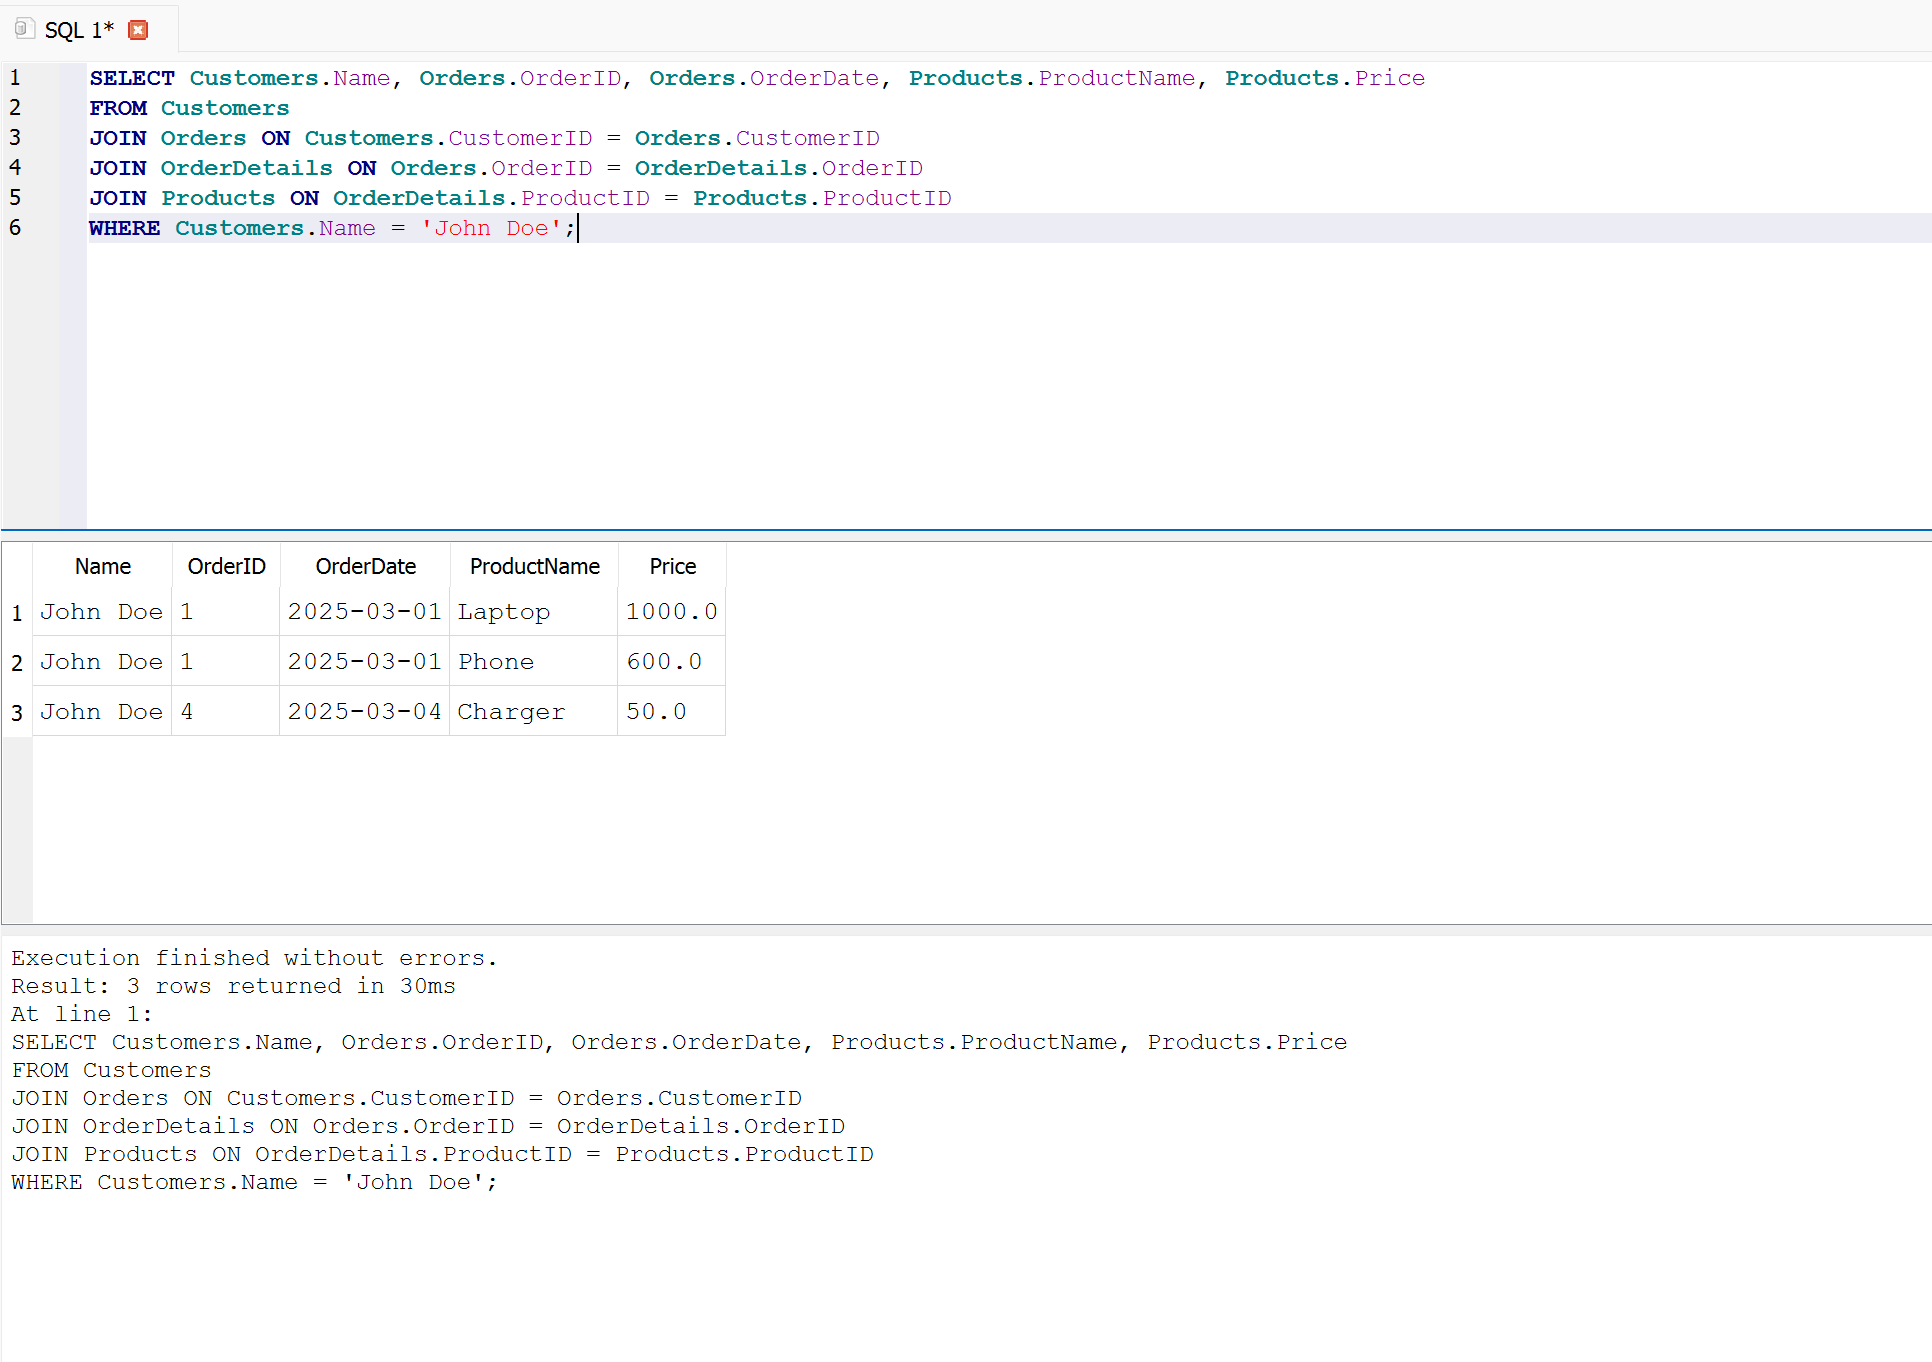 SQL 1*
1 SELECT Customers.Name, Orders.OrderID, Orders.OrderDate, Products.ProductName, Products.Price
2 FROM Customers
3 JOIN Orders ON Customers.CustomerID = Orders.CustomerID
4 JOIN OrderDetails ON Orders.OrderID = OrderDetails.OrderID
5 JOIN Products ON OrderDetails.ProductID = Products.ProductID
6 WHERE Customers.Name = 'John Doe';
Name OrderID OrderDate ProductName Price
1 John Doe 1 2025-03-01 Laptop 1000.0
2 John Doe 1 2025-03-01 Phone 600.0
3 John Doe 4 2025-03-04 Charger 50.0
Execution finished without errors.
Result: 3 rows returned in 30ms
At line 1:
SELECT Customers.Name, Orders.OrderID, Orders.OrderDate, Products.ProductName, Products.Price
FROM Customers
JOIN Orders ON Customers.CustomerID = Orders.CustomerID
JOIN OrderDetails ON Orders.OrderID = OrderDetails.OrderID
JOIN Products ON OrderDetails.ProductID = Products.ProductID
WHERE Customers.Name = 'John Doe';